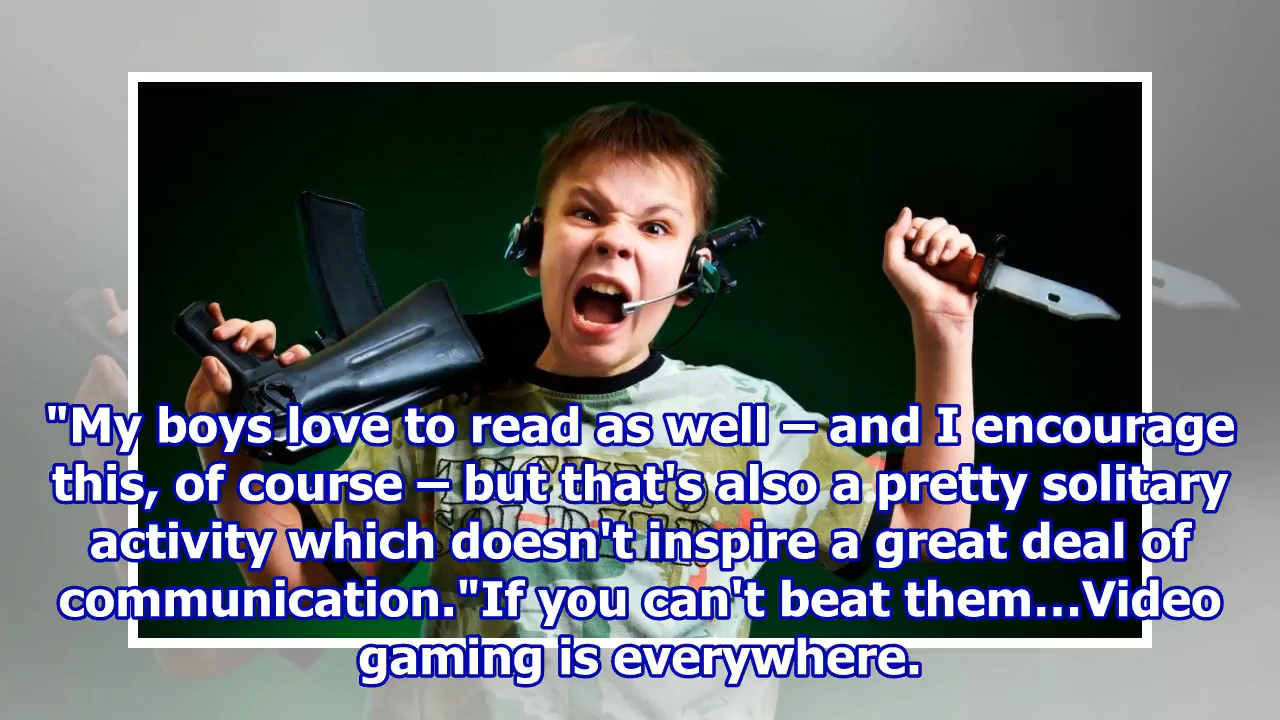 "My boys love to read as well – and I encourage
this, of course – but that's also a pretty solitary
activity which doesn't inspire a great deal of
communication."If you can't beat them...Video
gaming is everywhere.